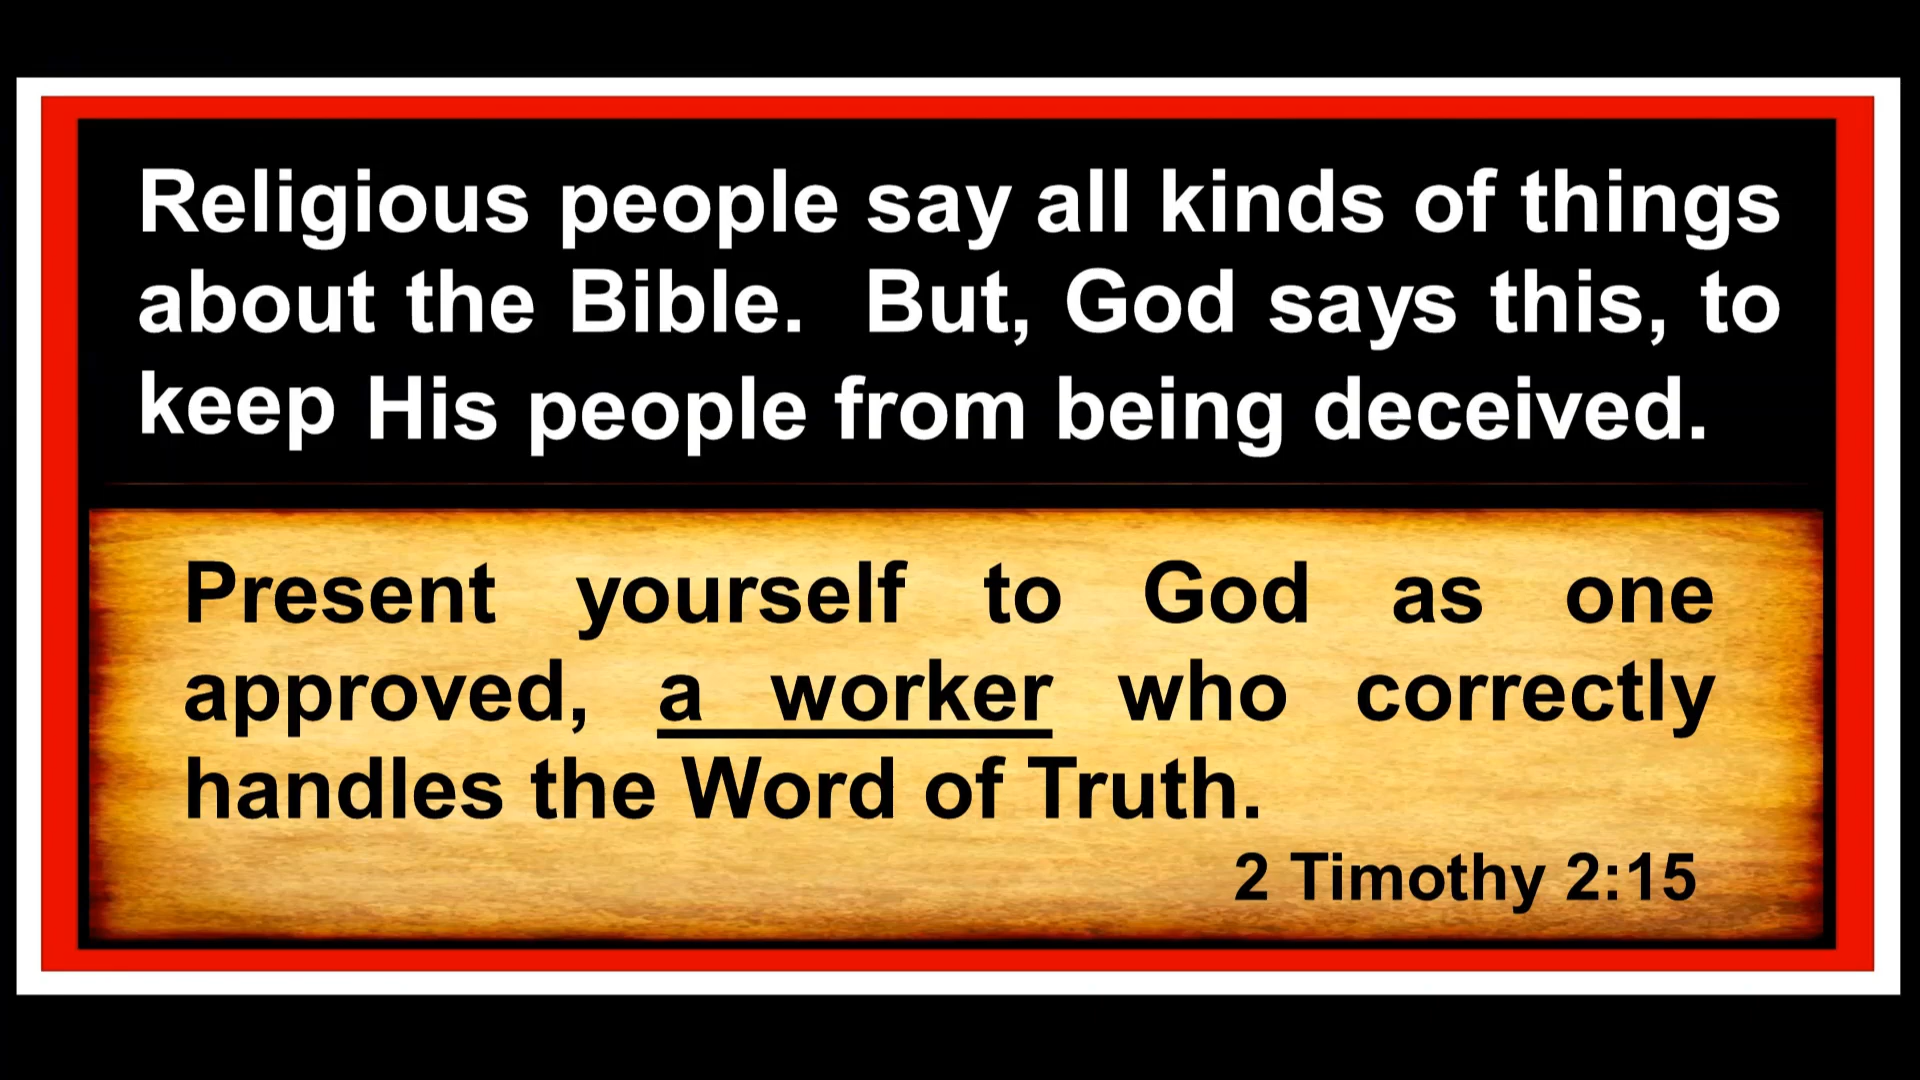 Religious people say all kinds of things
about the Bible. But, God says this, to
keep His people from being deceived.
Present yourself to God as one
approved, a worker who correctly
handles the Word of Truth.
2 Timothy 2:15